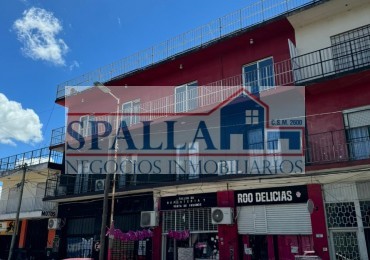 SPALLA
C.S.M. 2600
NEGOCIOS INMOBILIARIOS
ROO DELICIAS